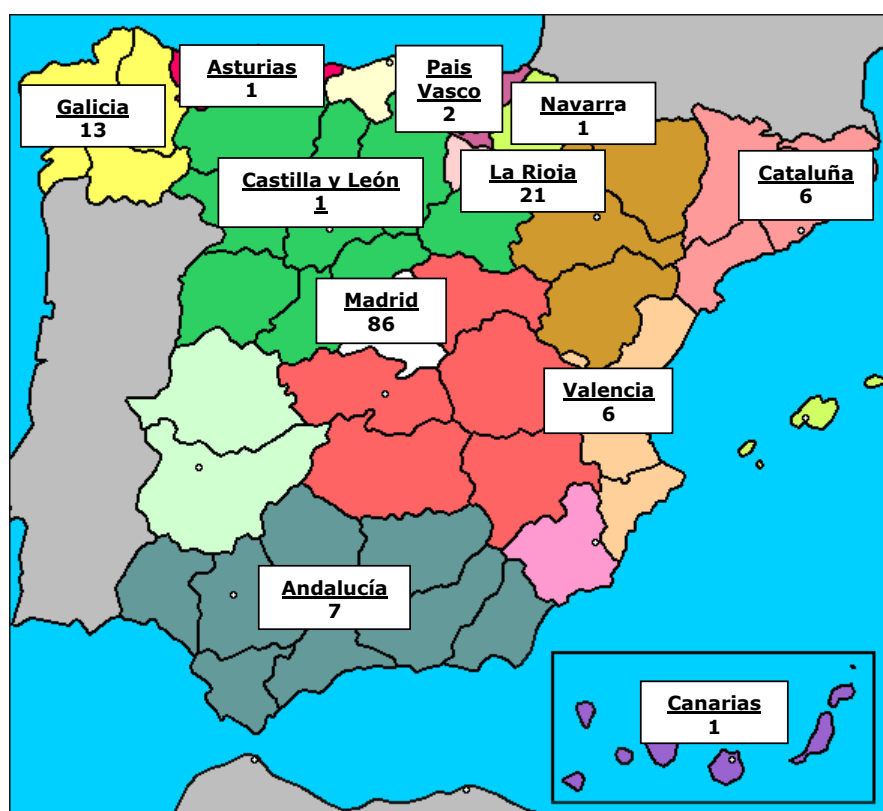 Asturias
1
Pais
Vasco
2
Galicia
13
Navarra
1
Castilla y León
1
La Rioja
21
Cataluña
6
Madrid
86
Valencia
6
Andalucía
7
Canarias
1